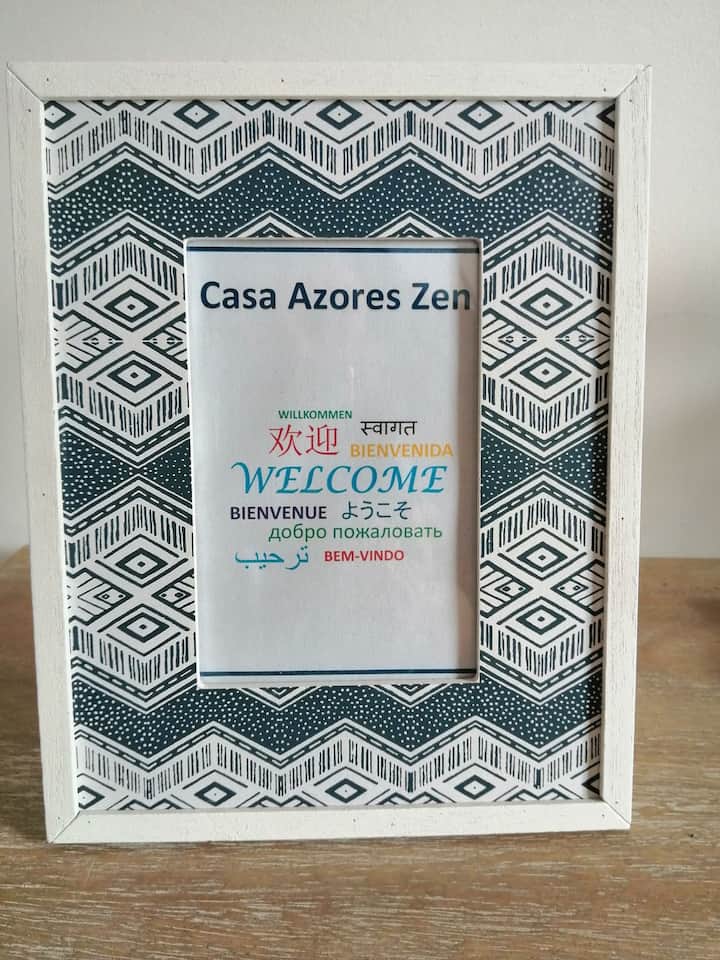 Casa Azores Zen
WILLKOMMEN
欢迎 स्वागत
BIENVENIDA
WELCOME
BIENVENUE ようこそ
добро пожаловать
ترحيب BEM-VINDO